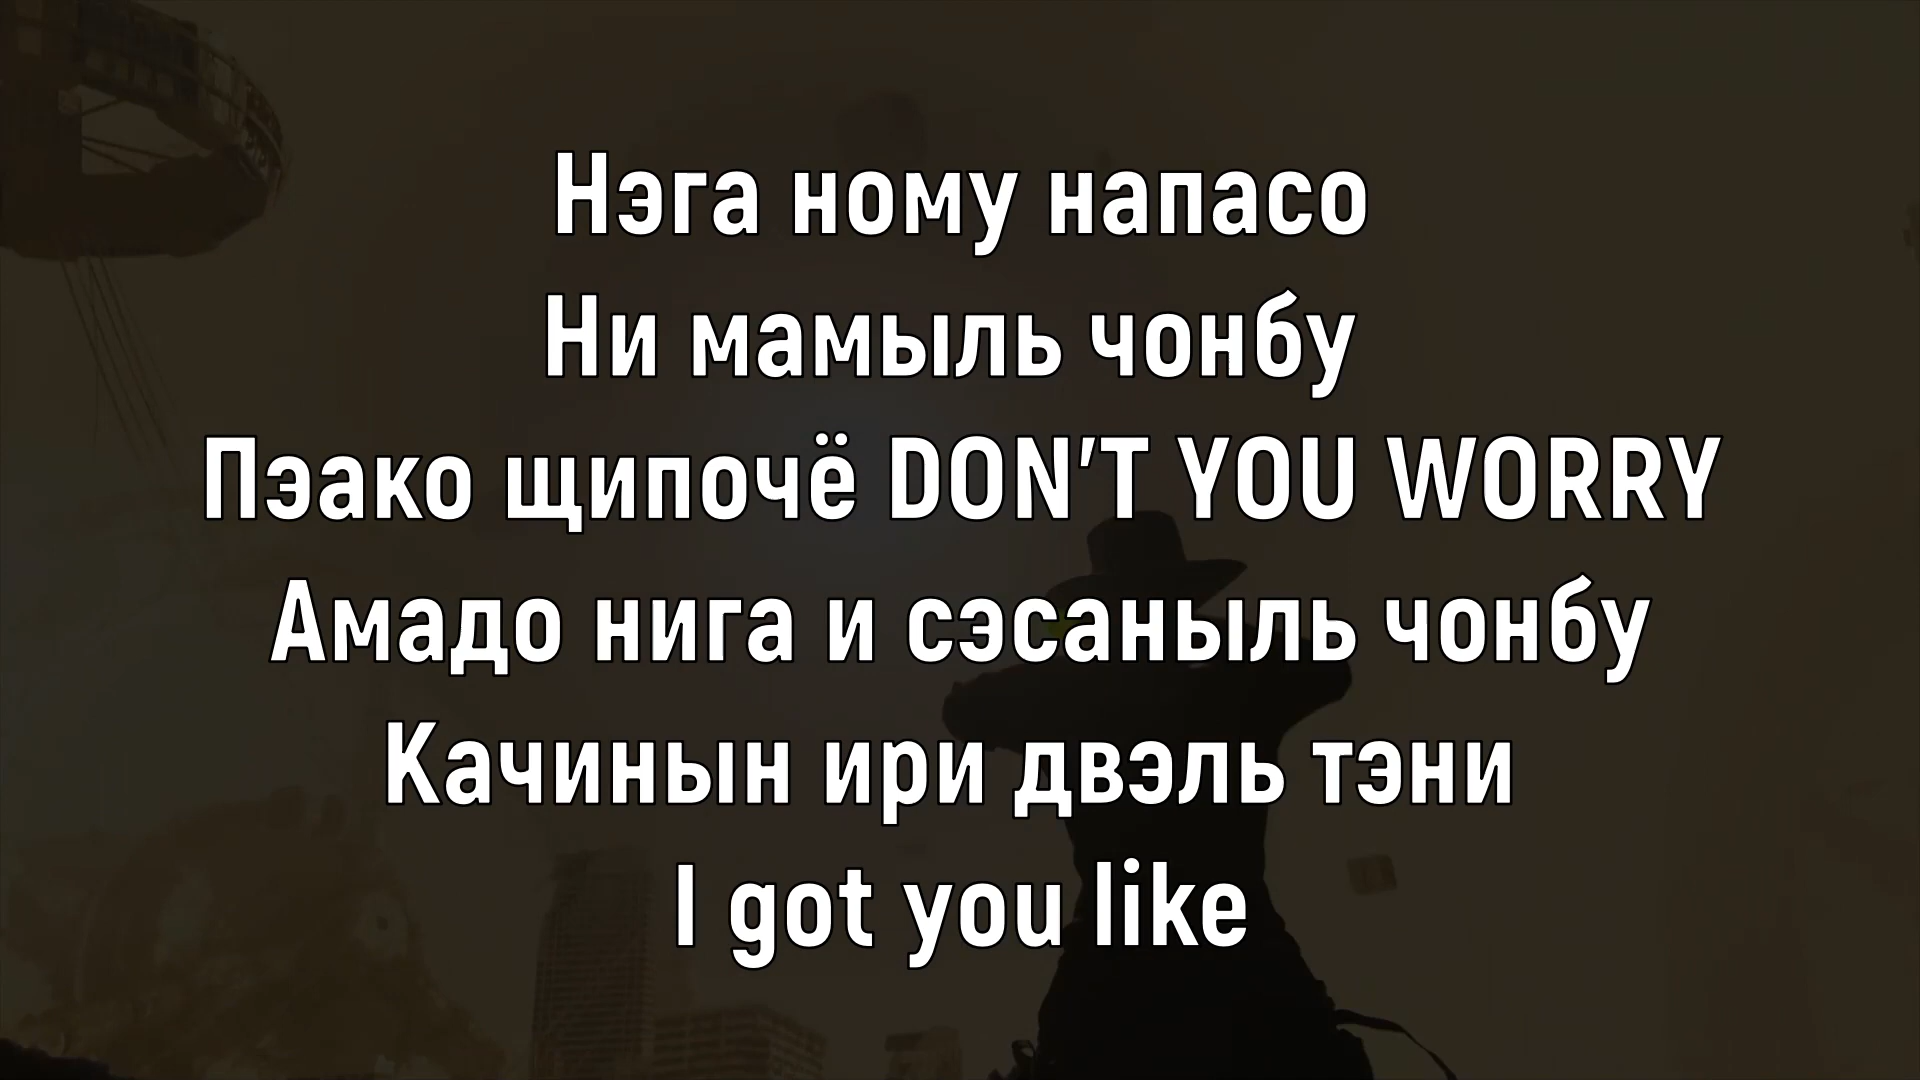 Нэга ному напасо
Ни мамыль чонбу
Пэако щипочё DON'T YOU WORRY
Амадо нига и сэсаныль чонбу
Качинын ири двэль тэни
I got you like